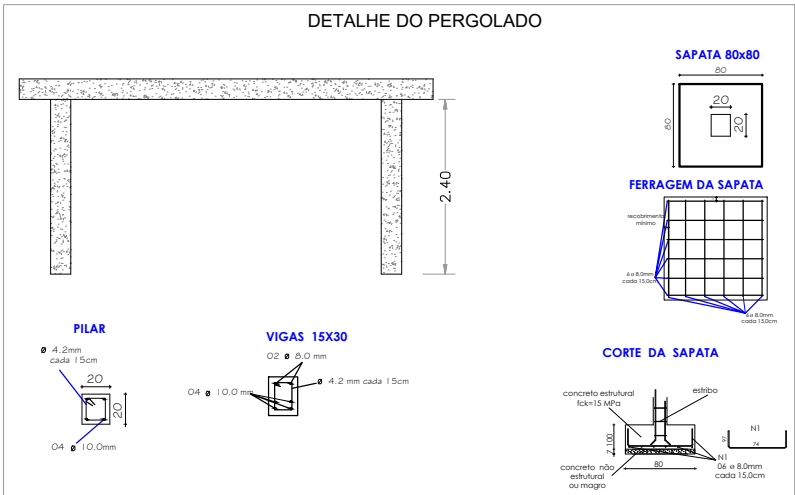 DETALHE DO PERGOLADO
SAPATA 80x80
80
20
80
20
2.40
FERRAGEM DA SAPATA
recobrimento
mínimo
6 ø 8.0mm
cada 15,0cm
6 ø 8.0mm
cada 15,0cm
PILAR
ø 4.2mm
cada 15cm
20
20
04 ø 10.0mm
VIGAS 15X30
02 ø 8.0 mm
ø 4.2 mm cada 15cm
04 ø 10.0 mm
CORTE DA SAPATA
concreto estrutural
fck=15 MPa
estribo
N1
97
74
7
100
N1
06 ø 8.0mm
cada 15,0cm
concreto não
estrutural
ou magro
80